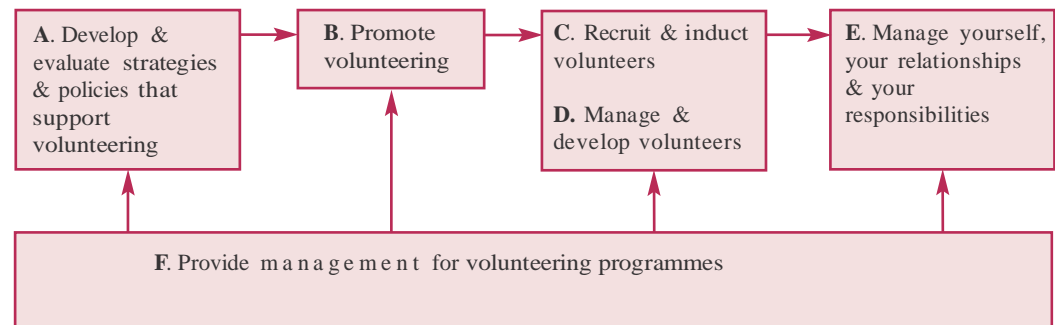 A. Develop &
evaluate strategies
& policies that
support
volunteering
B. Promote
volunteering
C. Recruit & induct
volunteers
D. Manage &
develop volunteers
E. Manage yourself,
your relationships
& your
responsibilities
F. Provide management for volunteering programmes